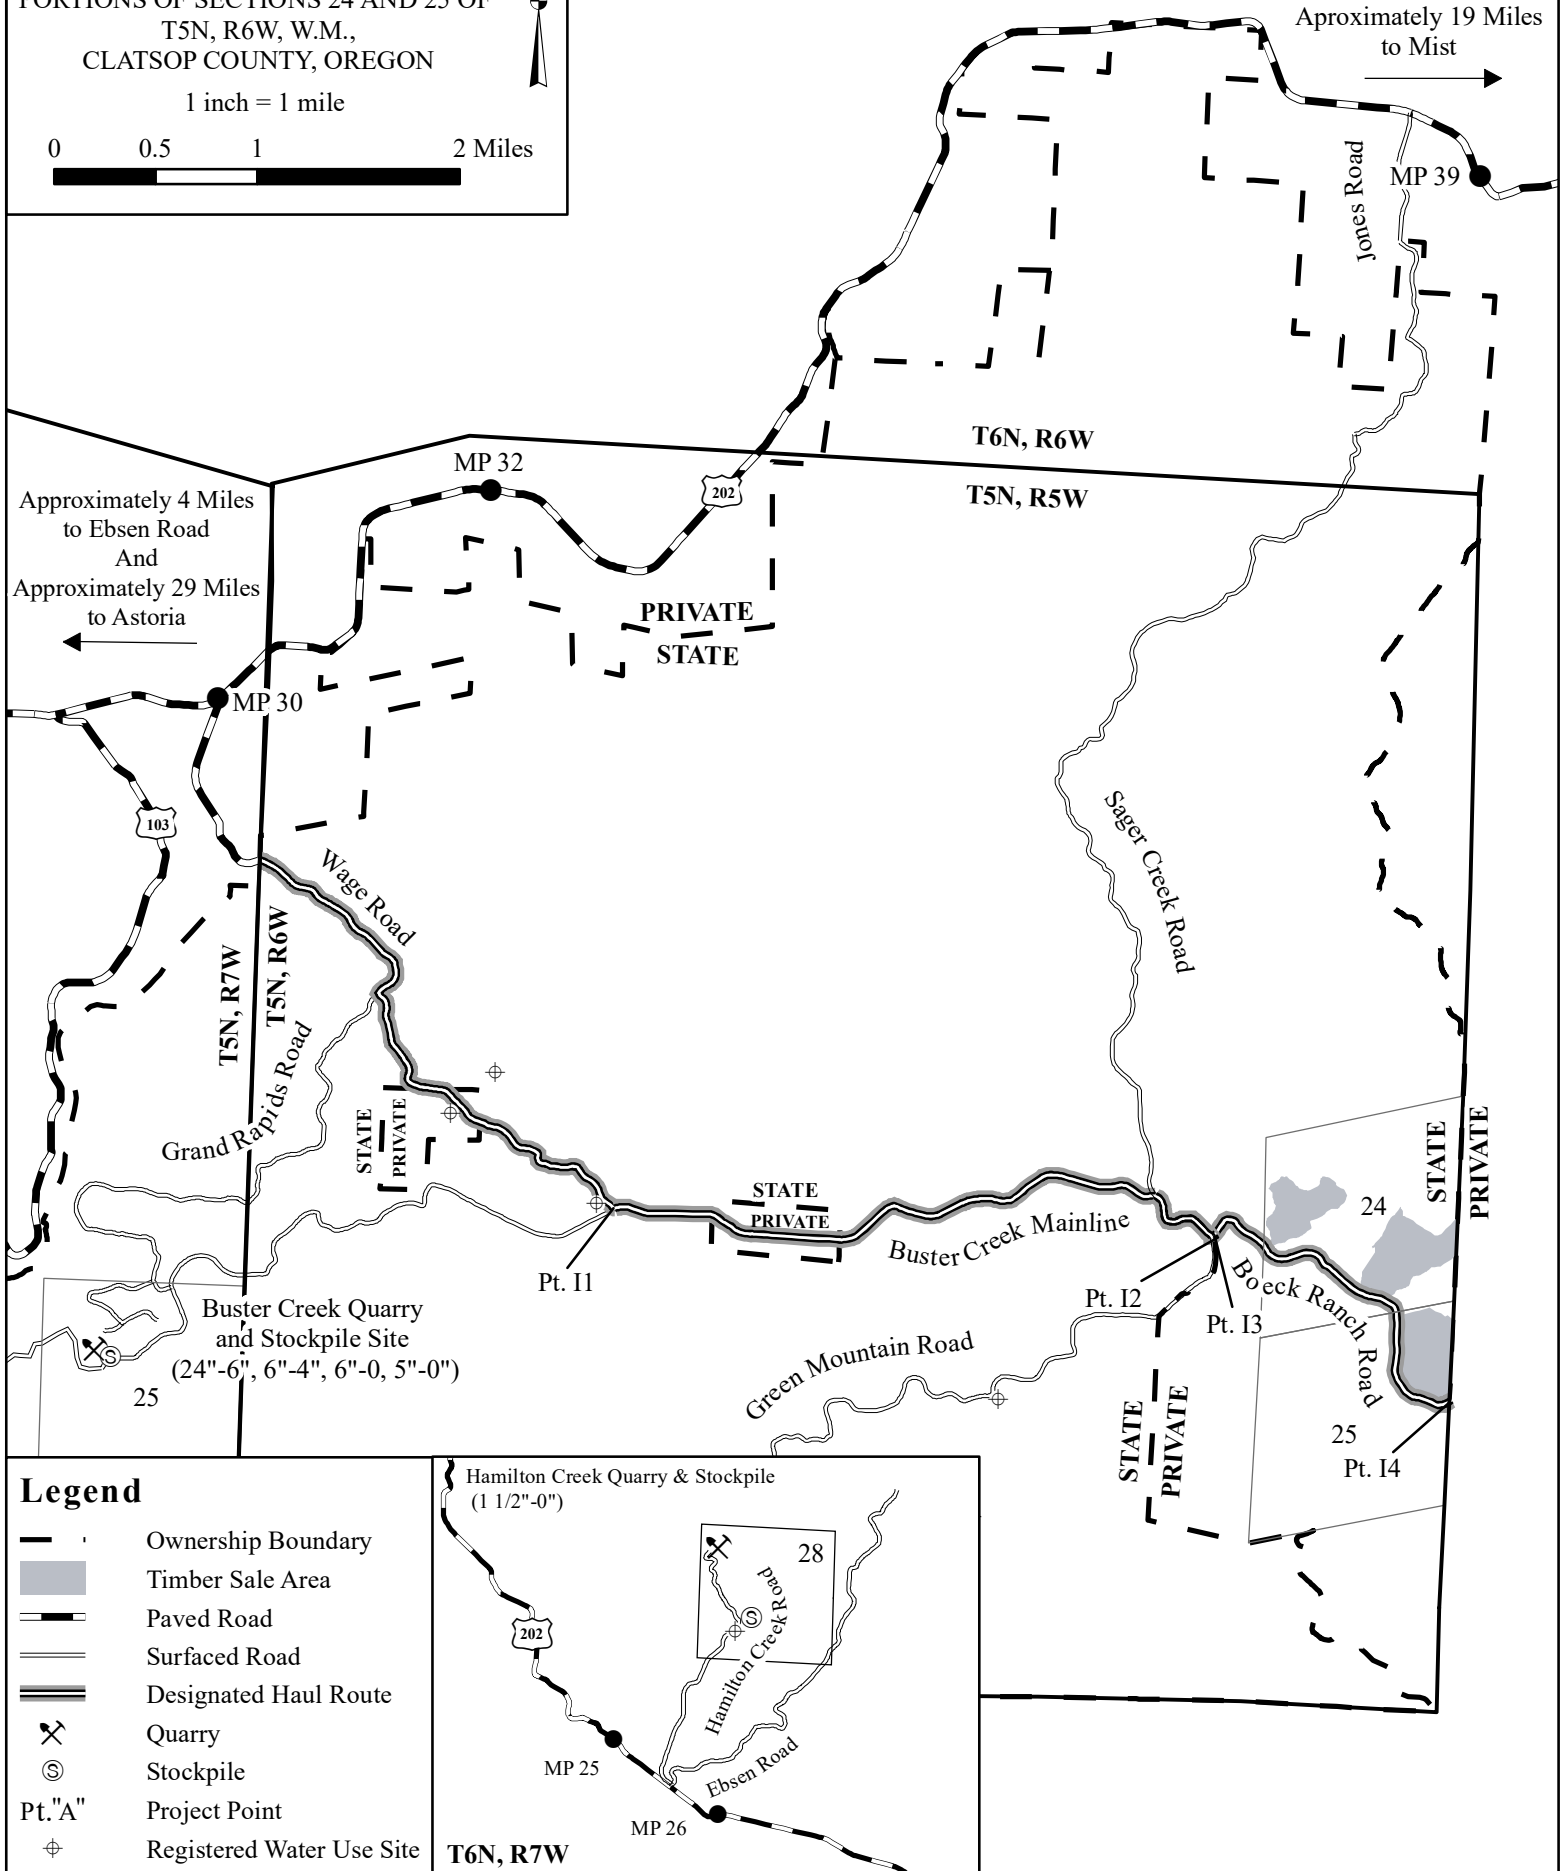 PORTIONS OF SECTIONS 24 AND 25 OF
T5N, R6W, W.M.,
CLATSOP COUNTY, OREGON
1 inch = 1 mile
0 0.5 1 2 Miles
Aproximately 19 Miles
to Mist
Jones Road
MP 39
T6N, R6W
T5N, R5W
MP 32
202
Approximately 4 Miles
to Ebsen Road
And
Approximately 29 Miles
to Astoria
PRIVATE
STATE
MP 30
103
Wage Road
Sager Creek Road
T5N, R7W
T5N, R6W
Grand Rapids Road
STATE
PRIVATE
STATE
PRIVATE
STATE
PRIVATE
24
Buster Creek Mainline
Boeck Ranch Road
Pt. I1
Pt. I2
Pt. I3
Buster Creek Quarry
and Stockpile Site
(24"-6", 6"-4", 6"-0, 5"-0")
S
25
Green Mountain Road
STATE
PRIVATE
25
Pt. I4
Legend
Ownership Boundary
Timber Sale Area
Paved Road
Surfaced Road
Designated Haul Route
Quarry
S Stockpile
Pt."A" Project Point
Registered Water Use Site
Hamilton Creek Quarry & Stockpile
(1 1/2"-0")
28
S
202
Hamilton Creek Road
MP 25
Ebsen Road
MP 26
T6N, R7W